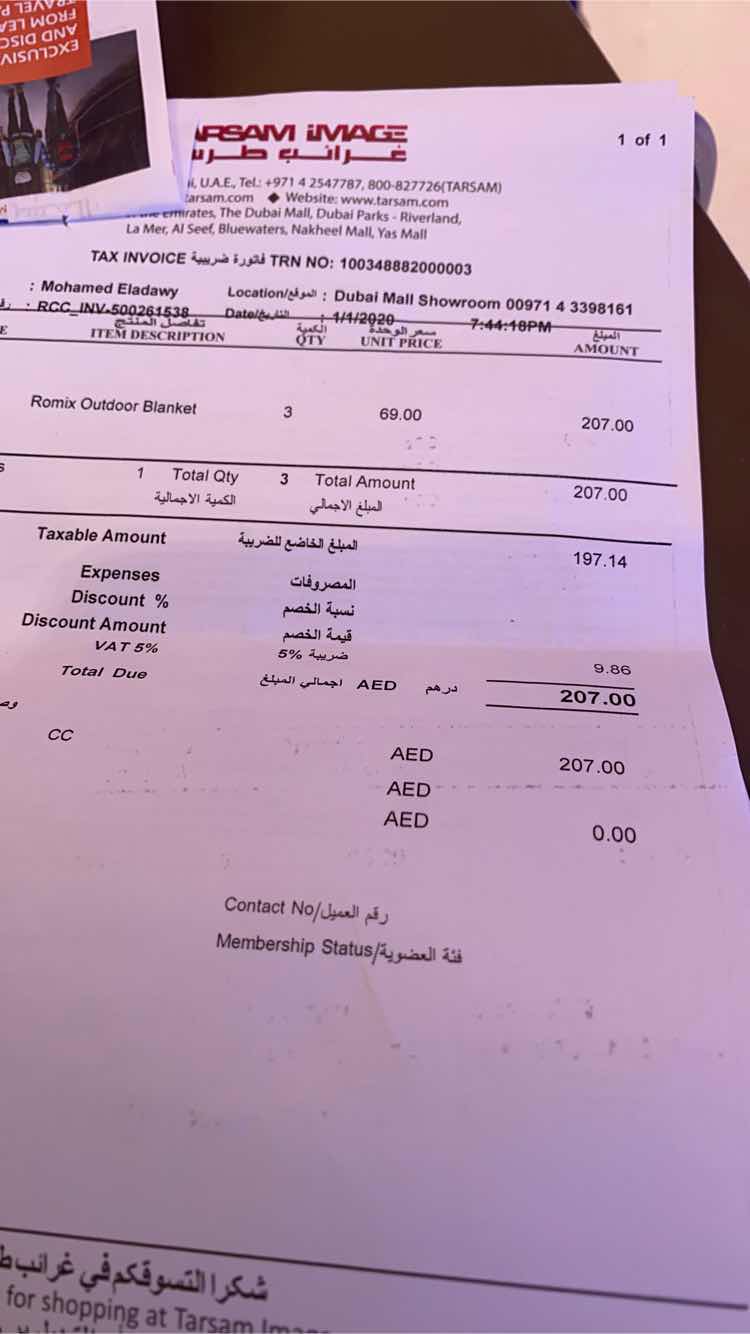 EXCLUSIV
AND DISC
FROM LEA
TRAVEL P
TARSAM iMAGE
1 of 1
غرائب طرس
i, U.A.E., Tel.: +971 4 2547787, 800-827726(TARSAM)
tarsam.com ◆ Website: www.tarsam.com
Emirates, The Dubai Mall, Dubai Parks - Riverland,
La Mer, Al Seef, Bluewaters, Nakheel Mall, Yas Mall
TAX INVOICE فاتورة ضريبية TRN NO: 100348882000003
: Mohamed Eladawy Location/الموقع : Dubai Mall Showroom 00971 4 3398161
: RCC_INV-500261538 Date/التاريخ : 1/1/2020 7:44:18PM
تفاصيل المنتج الكمية سعر الوحدة المبلغ
E ITEM DESCRIPTION QTY UNIT PRICE AMOUNT
Romix Outdoor Blanket 3 69.00 207.00
s 1 Total Qty 3 Total Amount 207.00
الكمية الاجمالية المبلغ الاجمالي
Taxable Amount المبلغ الخاضع للضريبة 197.14
Expenses المصروفات
Discount % نسبة الخصم
Discount Amount قيمة الخصم
VAT 5% ضريبة 5% 9.86
Total Due اجمالي المبلغ AED درهم 207.00
CC AED 207.00
AED
AED 0.00
Contact No/رقم العميل
Membership Status/فئة العضوية
شكرا لتسوقكم في غرائب ط
for shopping at Tarsam Ima